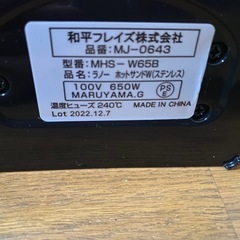 和平フレイズ株式会社
品番:MJ-0643
型番:MHS-W65B
品名:ラノー ホットサンドW(ステンレス)
100V 650W
MARUYAMA.G
PSE
温度ヒューズ 240℃ MADE IN CHINA
Lot 2022.12.7